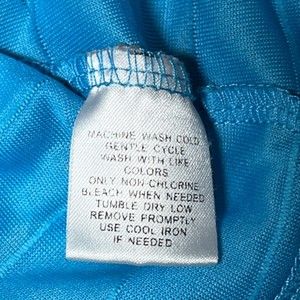 MACHINE WASH COLD
GENTLE CYCLE
WASH WITH LIKE
COLORS
ONLY NON-CHLORINE
BLEACH WHEN NEEDED
TUMBLE DRY LOW
REMOVE PROMPTLY
USE COOL IRON
IF NEEDED